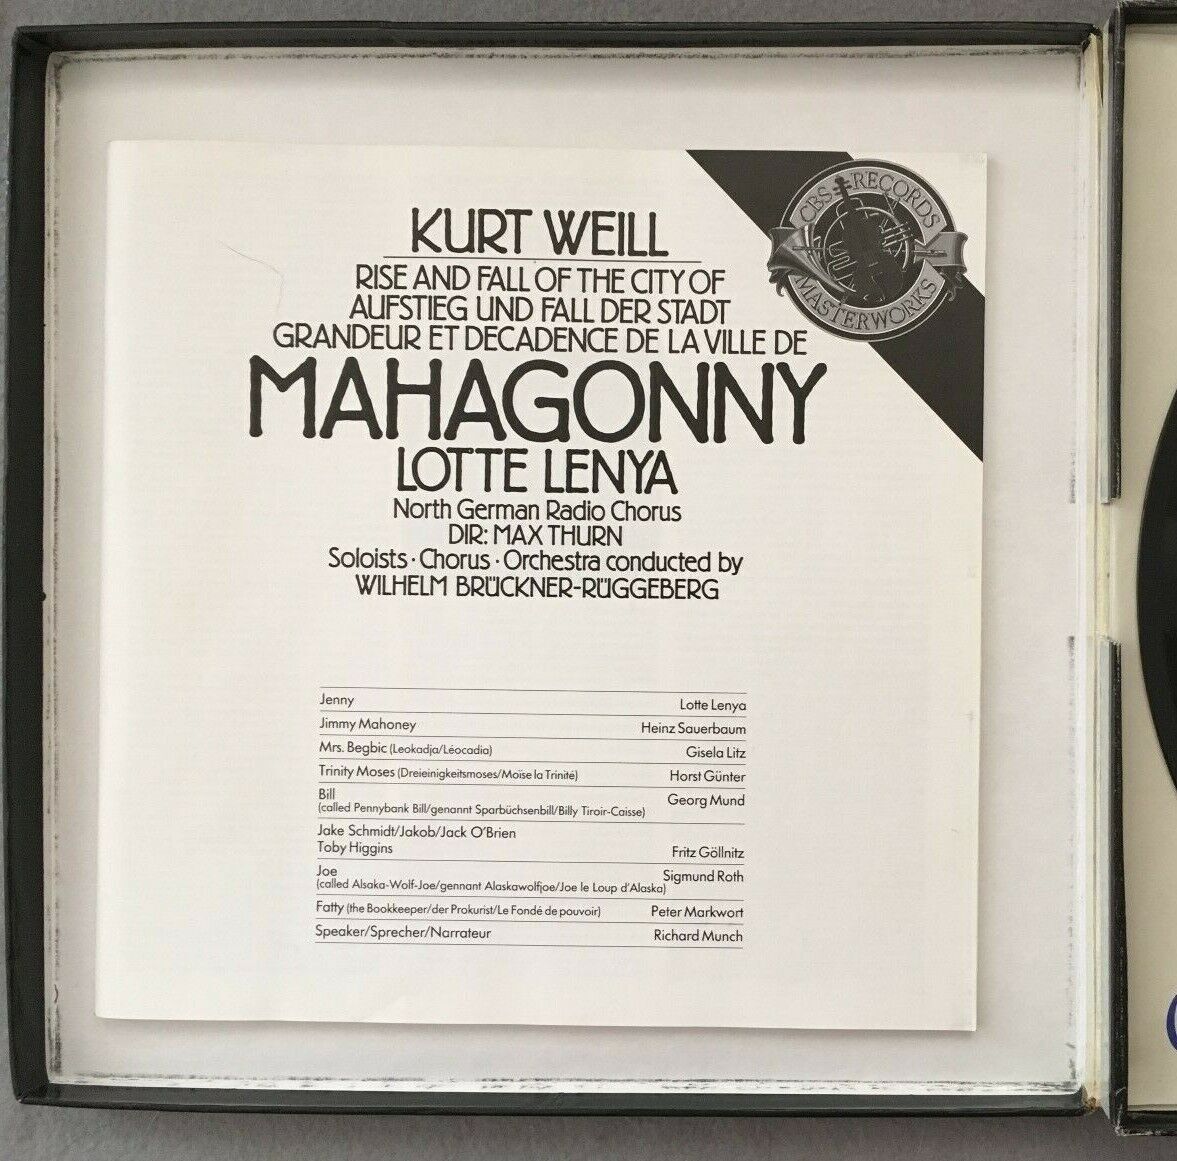 KURT WEILL
RISE AND FALL OF THE CITY OF
AUFSTIEG UND FALL DER STADT
GRANDEUR ET DECADENCE DE LA VILLE DE
MAHAGONNY
LOTTE LENYA
North German Radio Chorus
DIR: MAX THURN
Soloists · Chorus · Orchestra conducted by
WILHELM BRÜCKNER-RÜGGEBERG
CBS RECORDS
MASTERWORKS
Jenny Lotte Lenya
Jimmy Mahoney Heinz Sauerbaum
Mrs. Begbic (Leokadja/Léocadia) Gisela Litz
Trinity Moses (Dreieinigkeitsmoses/Moïse la Trinité) Horst Günter
Bill Georg Mund
(called Pennybank Bill/genannt Sparbüchsenbill/Billy Tiroir-Caisse)
Jake Schmidt/Jakob/Jack O'Brien
Toby Higgins Fritz Göllnitz
Joe Sigmund Roth
(called Alsaka-Wolf-Joe/gennant Alaskawolfjoe/Joe le Loup d'Alaska)
Fatty (the Bookkeeper/der Prokurist/Le Fondé de pouvoir) Peter Markwort
Speaker/Sprecher/Narrateur Richard Munch